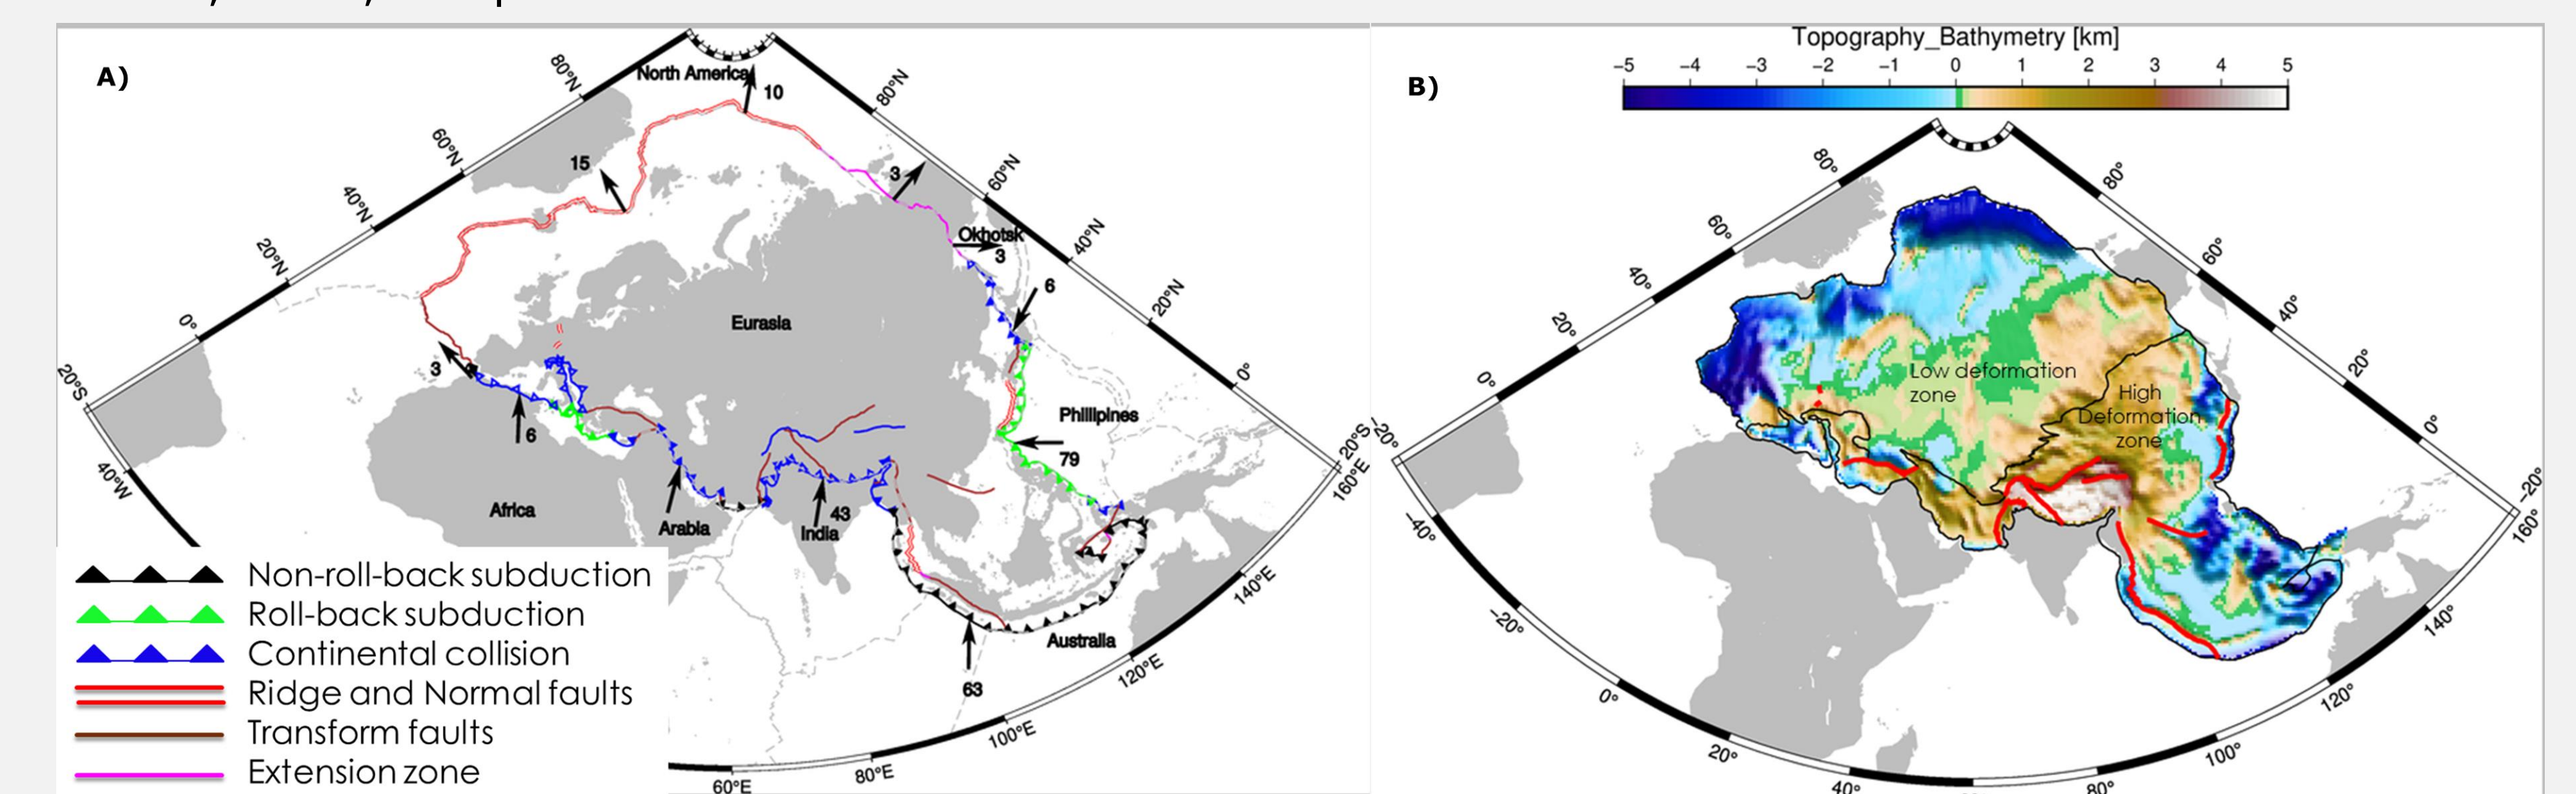 A)
North America
10
80°N
80°N
60°N
15
3
60°N
40°N
Okhotsk
3
40°N
20°N
6
20°N
0°
Eurasia
3
20°S
6
Phillipines
79
0°
20°S
160°E
40°W
Africa
Arabia
43
India
140°E
Australia
63
120°E
100°E
80°E
60°E
Non-roll-back subduction
Roll-back subduction
Continental collision
Ridge and Normal faults
Transform faults
Extension zone
B)
Topography_Bathymetry [km]
−5 −4 −3 −2 −1 0 1 2 3 4 5
80°
80°
60°
60°
40°
40°
20°
20°
0°
0°
−20°
−20°
160°
Low deformation
zone
High
Deformation
zone
−40°
−20°
0°
20°
40°
80°
100°
120°
140°